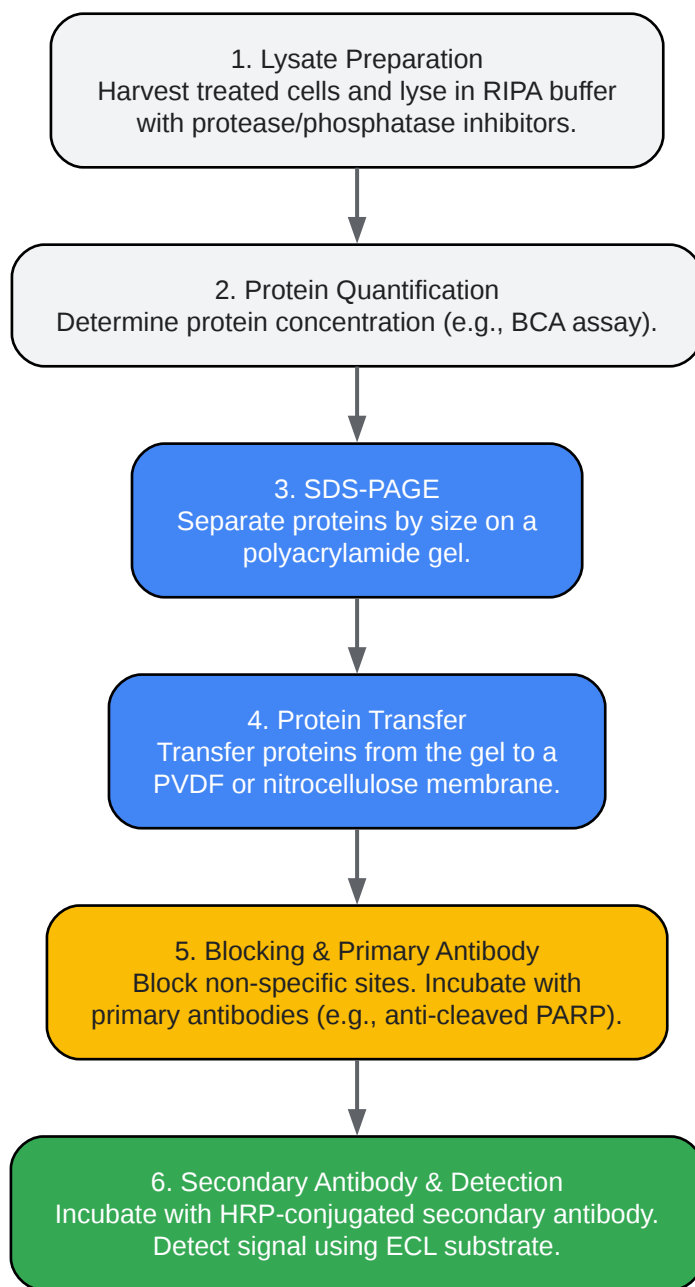 1. Lysate Preparation
Harvest treated cells and lyse in RIPA buffer
with protease/phosphatase inhibitors.
2. Protein Quantification
Determine protein concentration (e.g., BCA assay).
3. SDS-PAGE
Separate proteins by size on a
polyacrylamide gel.
4. Protein Transfer
Transfer proteins from the gel to a
PVDF or nitrocellulose membrane.
5. Blocking & Primary Antibody
Block non-specific sites. Incubate with
primary antibodies (e.g., anti-cleaved PARP).
6. Secondary Antibody & Detection
Incubate with HRP-conjugated secondary antibody.
Detect signal using ECL substrate.